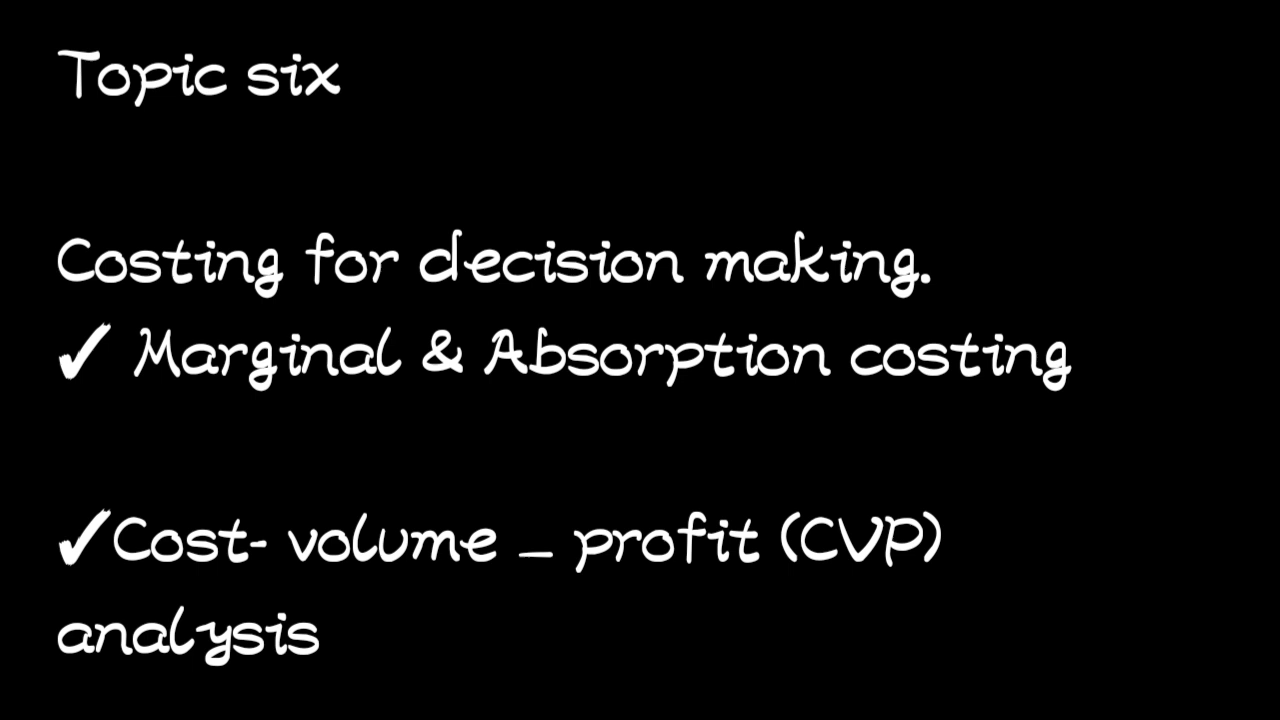 Topic six
Costing for decision making.
✓ Marginal & Absorption costing
✓Cost- volume _ profit (CVP)
analysis